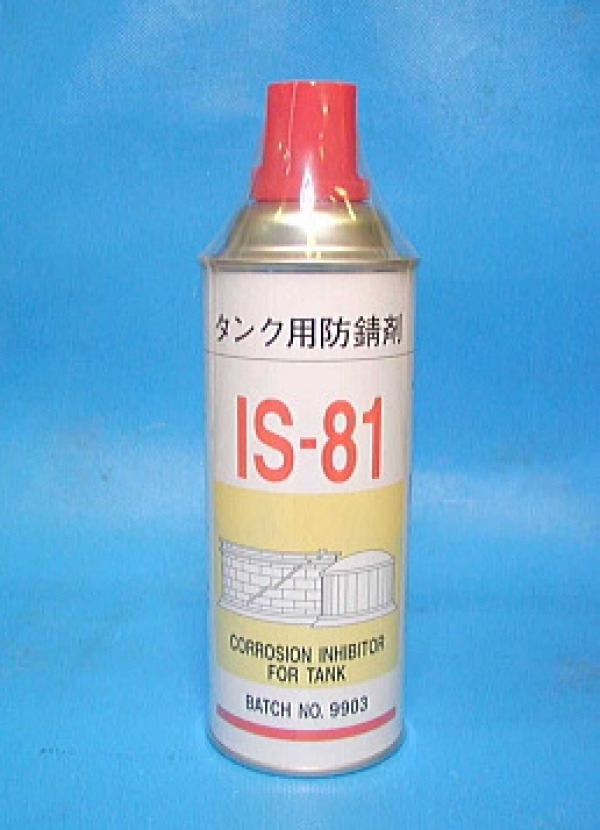 タンク用防錆剤
IS-81
CORROSION INHIBITOR
FOR TANK
BATCH NO. 9903